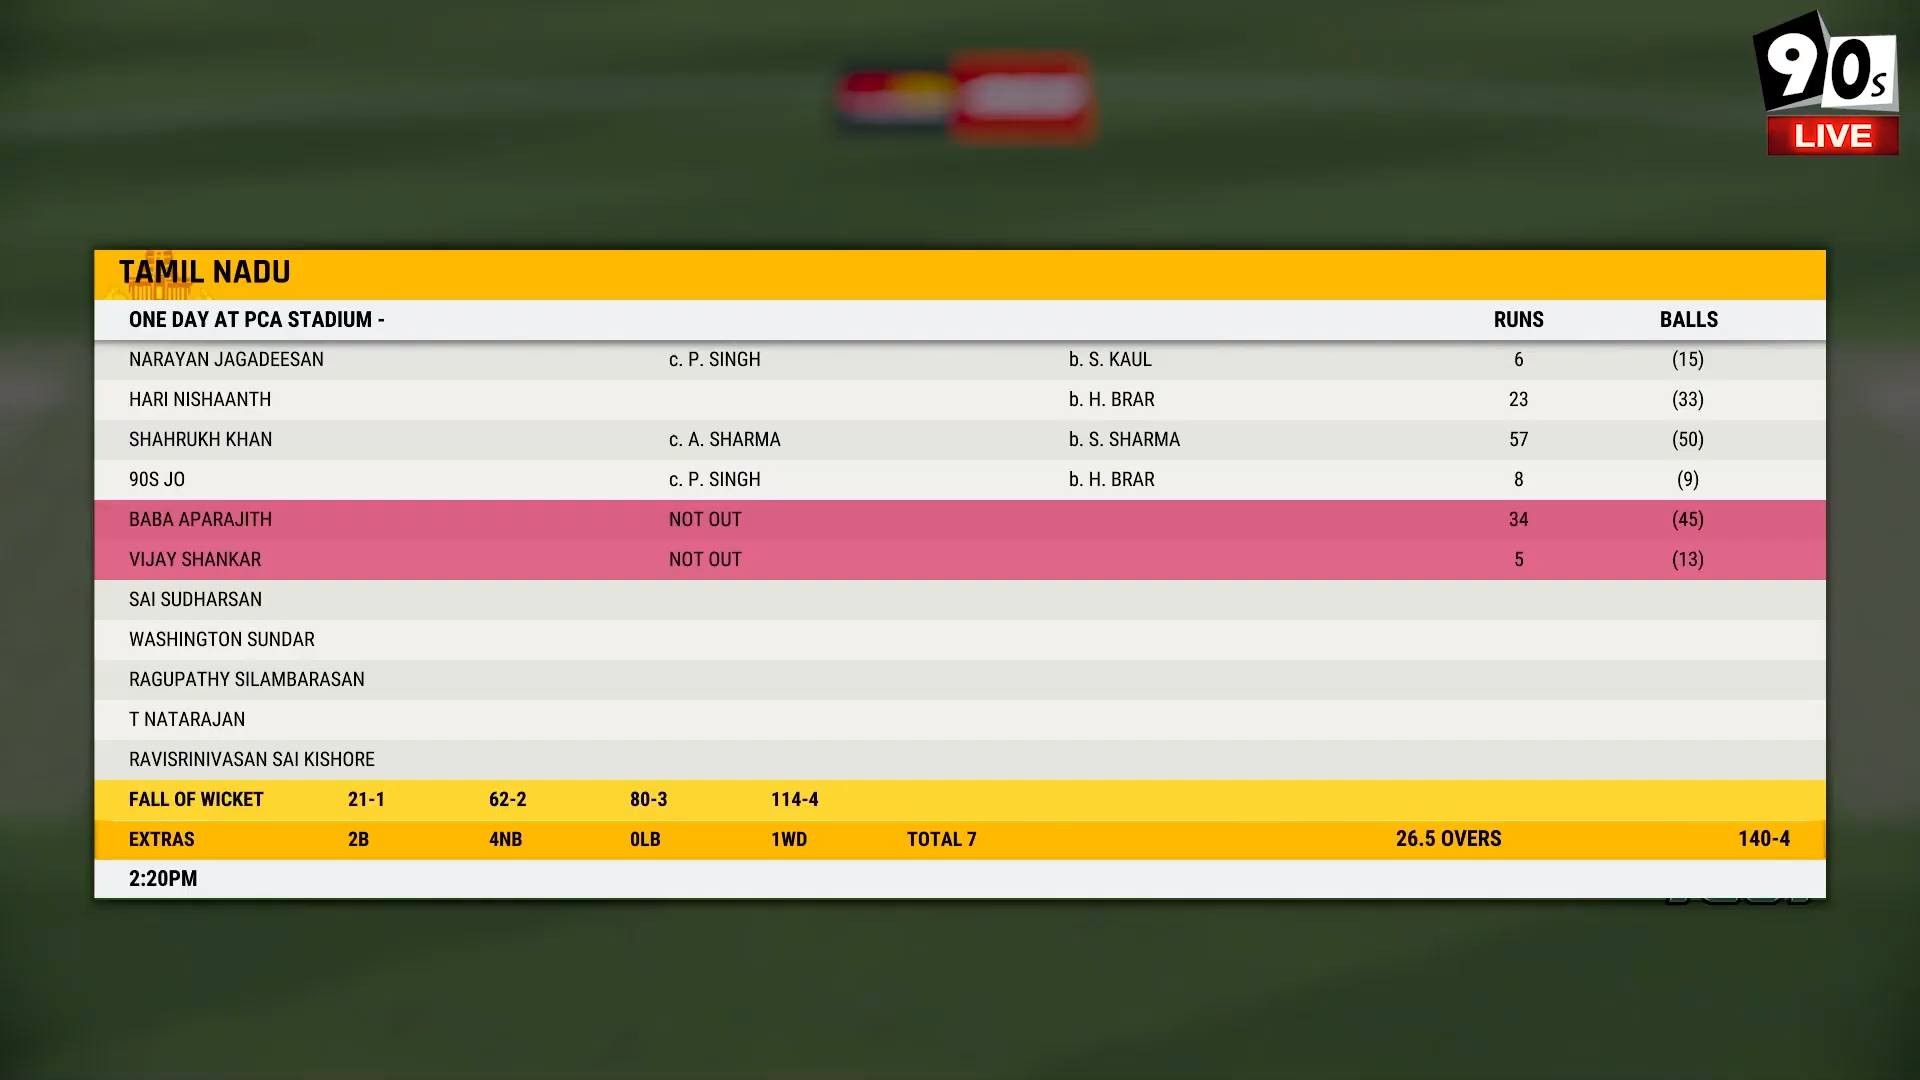 90s
LIVE
TAMIL NADU
ONE DAY AT PCA STADIUM - RUNS BALLS
NARAYAN JAGADEESAN c. P. SINGH b. S. KAUL 6 (15)
HARI NISHAANTH b. H. BRAR 23 (33)
SHAHRUKH KHAN c. A. SHARMA b. S. SHARMA 57 (50)
90S JO c. P. SINGH b. H. BRAR 8 (9)
BABA APARAJITH NOT OUT 34 (45)
VIJAY SHANKAR NOT OUT 5 (13)
SAI SUDHARSAN
WASHINGTON SUNDAR
RAGUPATHY SILAMBARASAN
T NATARAJAN
RAVISRINIVASAN SAI KISHORE
FALL OF WICKET 21-1 62-2 80-3 114-4
EXTRAS 2B 4NB 0LB 1WD TOTAL 7 26.5 OVERS 140-4
2:20PM